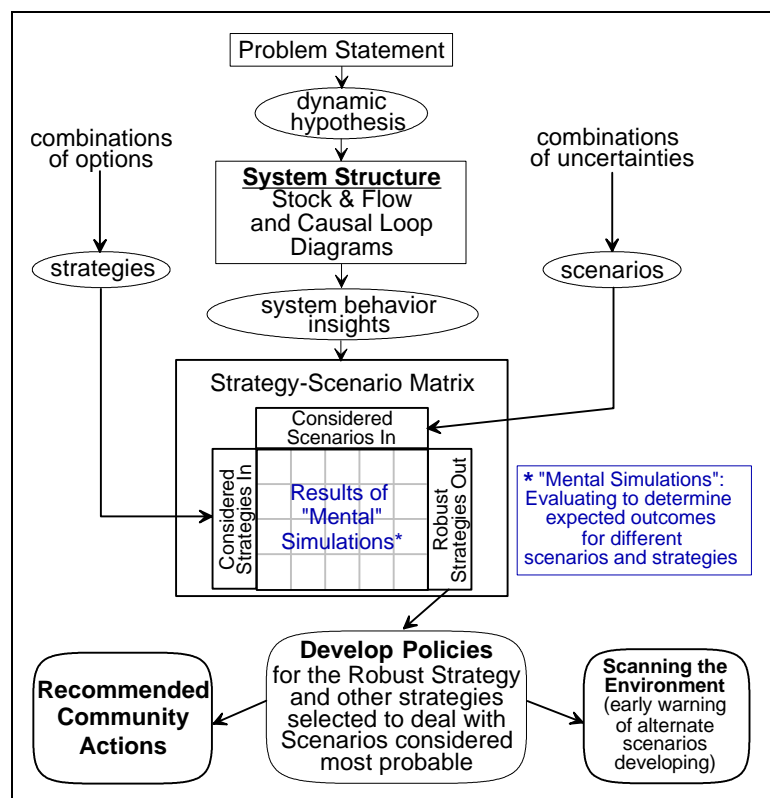 Problem Statement
dynamic
hypothesis
combinations
of options
combinations
of uncertainties
System Structure
Stock & Flow
and Causal Loop
Diagrams
strategies
scenarios
system behavior
insights
Strategy-Scenario Matrix
Considered
Scenarios In
Considered
Strategies In
Results of
"Mental"
Simulations*
Robust
Strategies Out
* "Mental Simulations":
Evaluating to determine
expected outcomes
for different
scenarios and strategies
Develop Policies
for the Robust Strategy
and other strategies
selected to deal with
Scenarios considered
most probable
Recommended
Community
Actions
Scanning the
Environment
(early warning
of alternate
scenarios
developing)